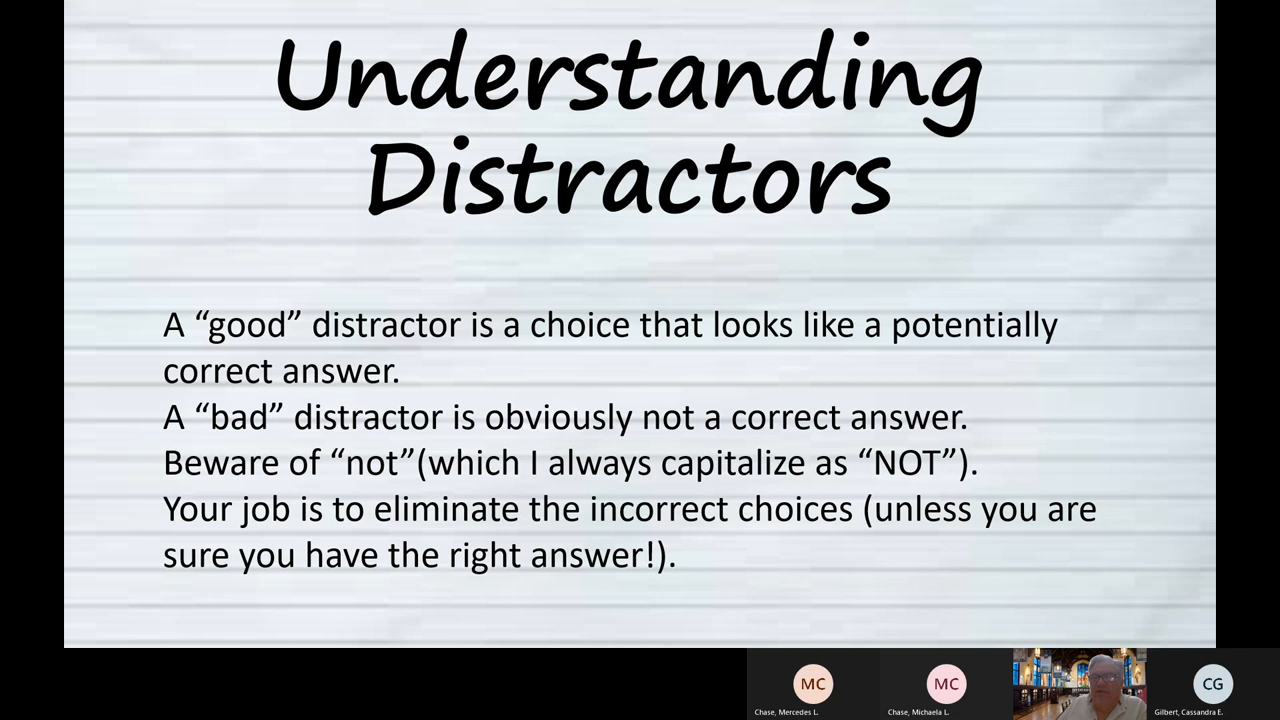 Understanding
Distractors
A “good” distractor is a choice that looks like a potentially
correct answer.
A “bad” distractor is obviously not a correct answer.
Beware of “not”(which I always capitalize as “NOT”).
Your job is to eliminate the incorrect choices (unless you are
sure you have the right answer!).
MC
MC
CG
Chase, Mercedes L.
Chase, Michaela L.
Gilbert, Cassandra E.